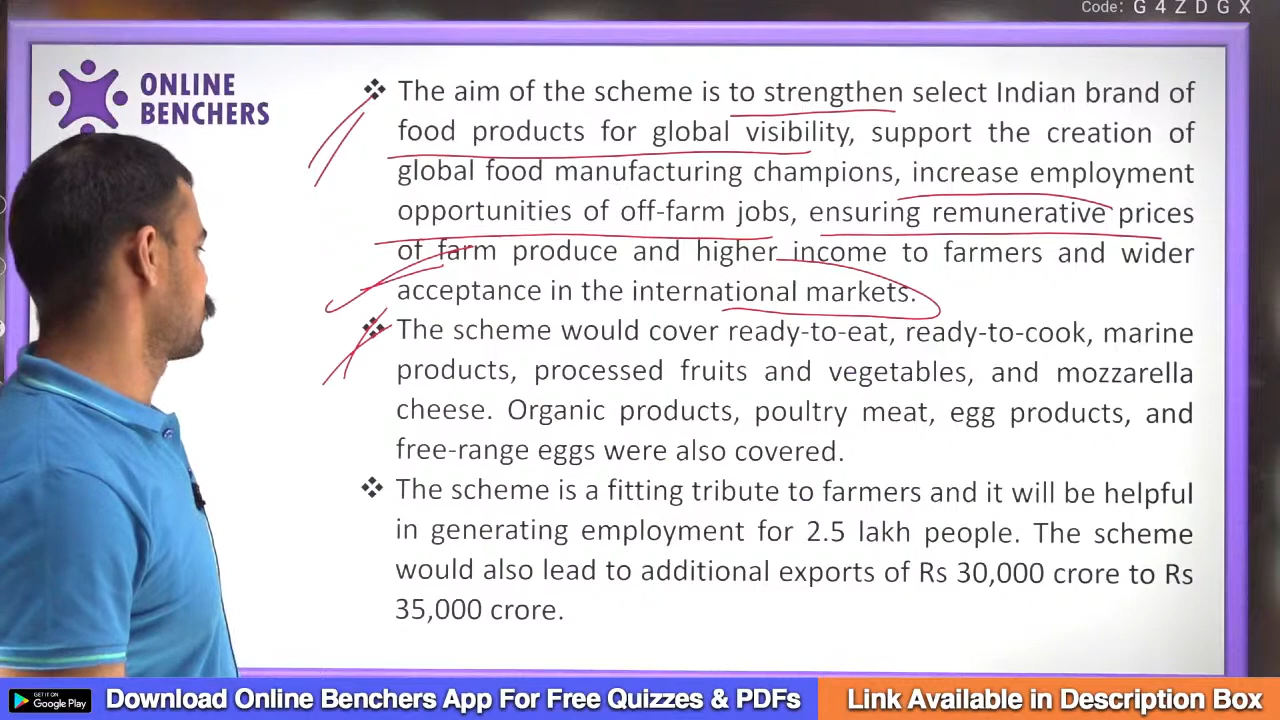 Code: G 4 Z D G X
ONLINE
BENCHERS
❖ The aim of the scheme is to strengthen select Indian brand of
food products for global visibility, support the creation of
global food manufacturing champions, increase employment
opportunities of off-farm jobs, ensuring remunerative prices
of farm produce and higher income to farmers and wider
acceptance in the international markets.
❖ The scheme would cover ready-to-eat, ready-to-cook, marine
products, processed fruits and vegetables, and mozzarella
cheese. Organic products, poultry meat, egg products, and
free-range eggs were also covered.
❖ The scheme is a fitting tribute to farmers and it will be helpful
in generating employment for 2.5 lakh people. The scheme
would also lead to additional exports of Rs 30,000 crore to Rs
35,000 crore.
GET IT ON
Google Play
Download Online Benchers App For Free Quizzes & PDFs
Link Available in Description Box